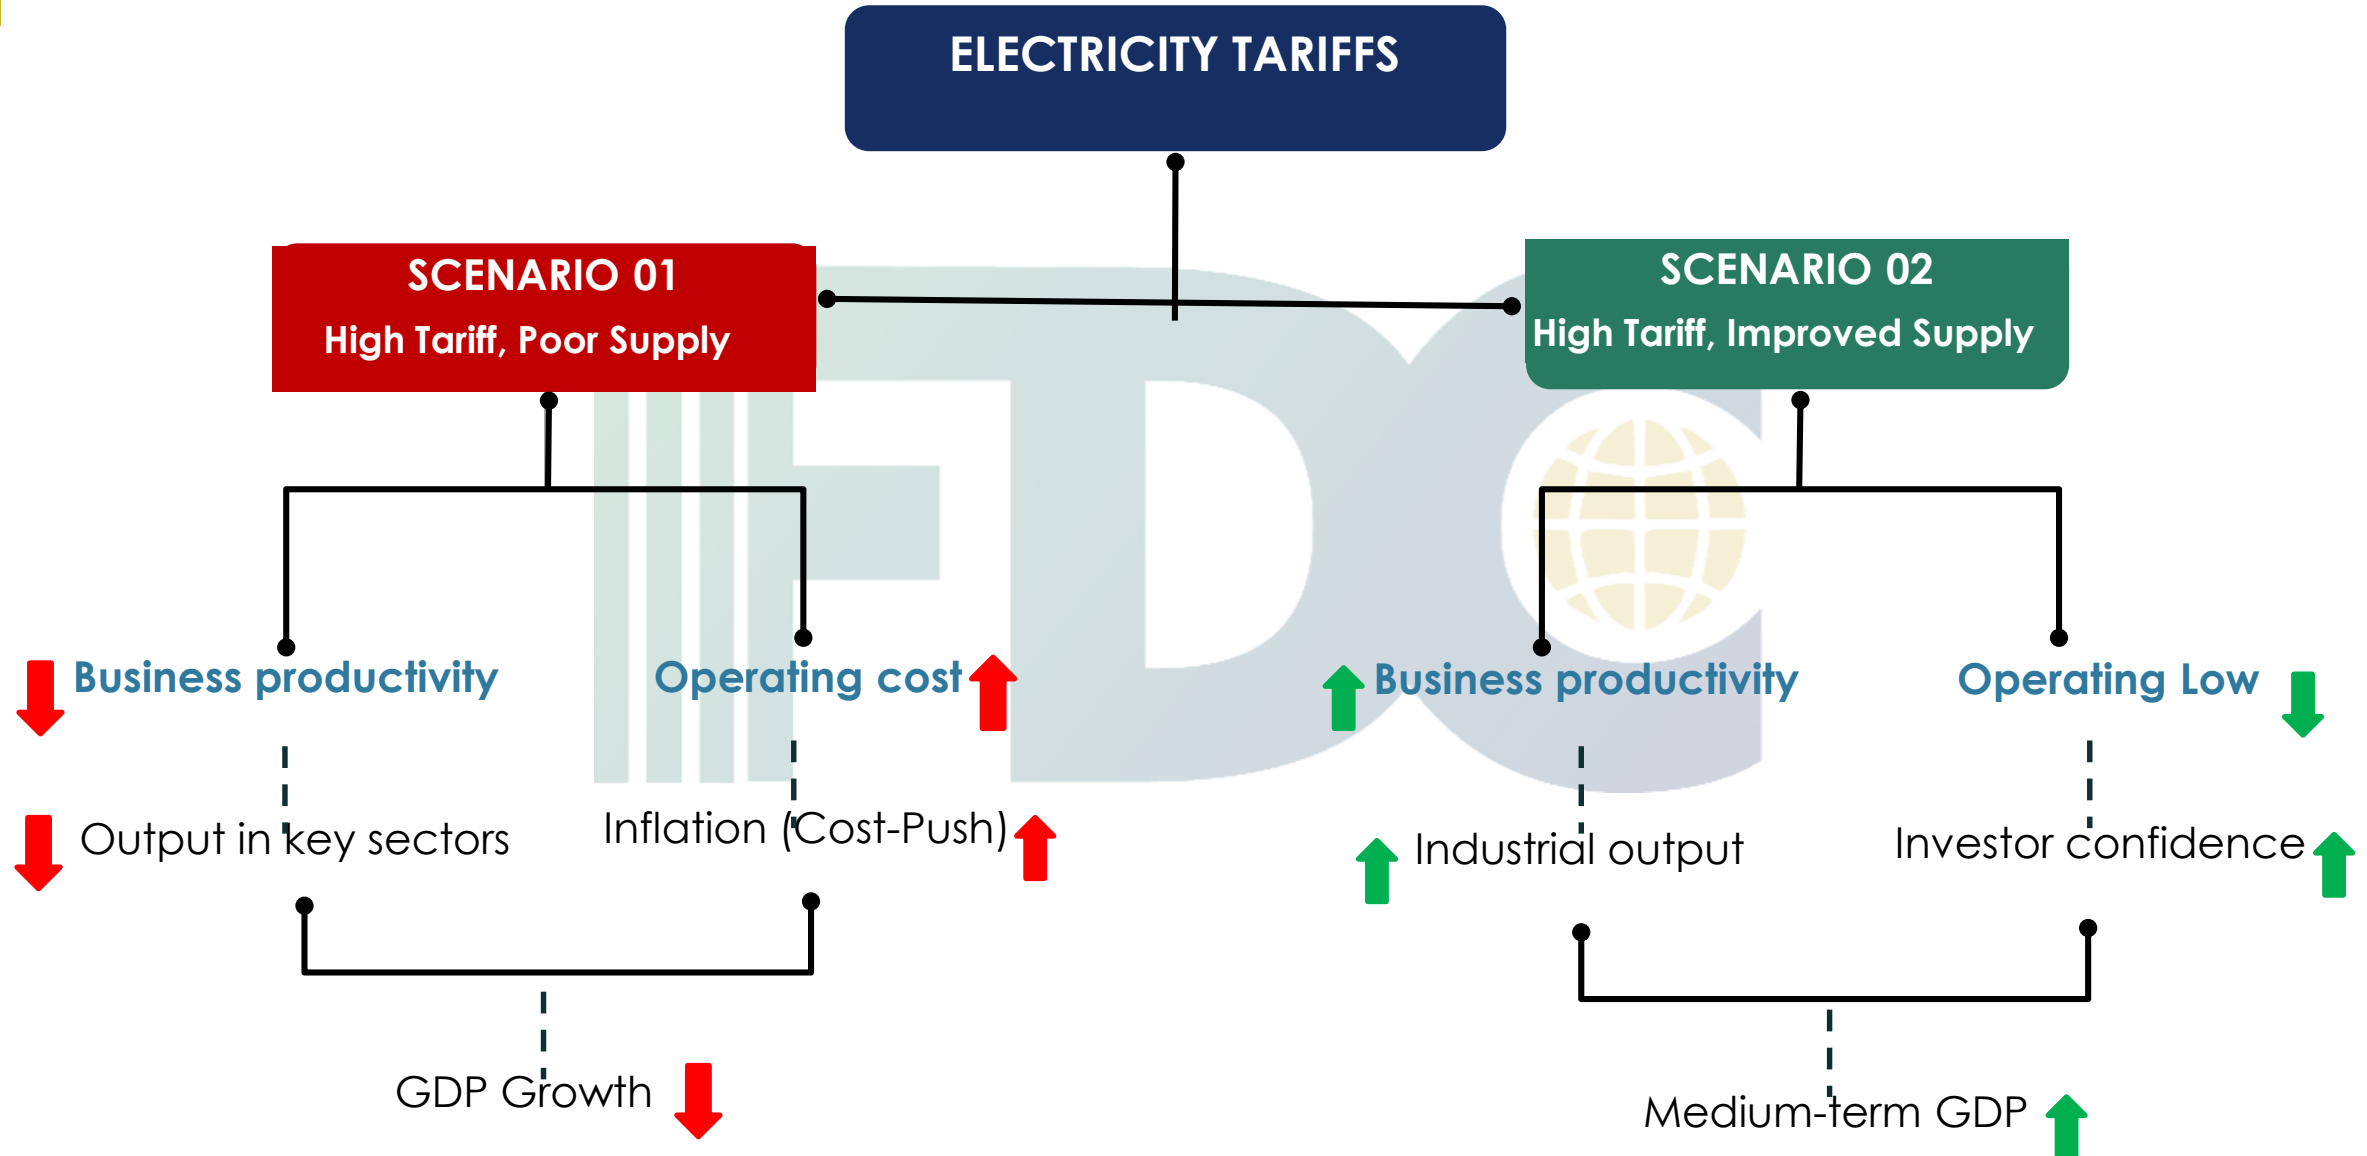 ELECTRICITY TARIFFS
SCENARIO 01
High Tariff, Poor Supply
SCENARIO 02
High Tariff, Improved Supply
FDC
Business productivity
Operating cost
Business productivity
Operating Low
Output in key sectors
Inflation (Cost-Push)
Industrial output
Investor confidence
GDP Growth
Medium-term GDP